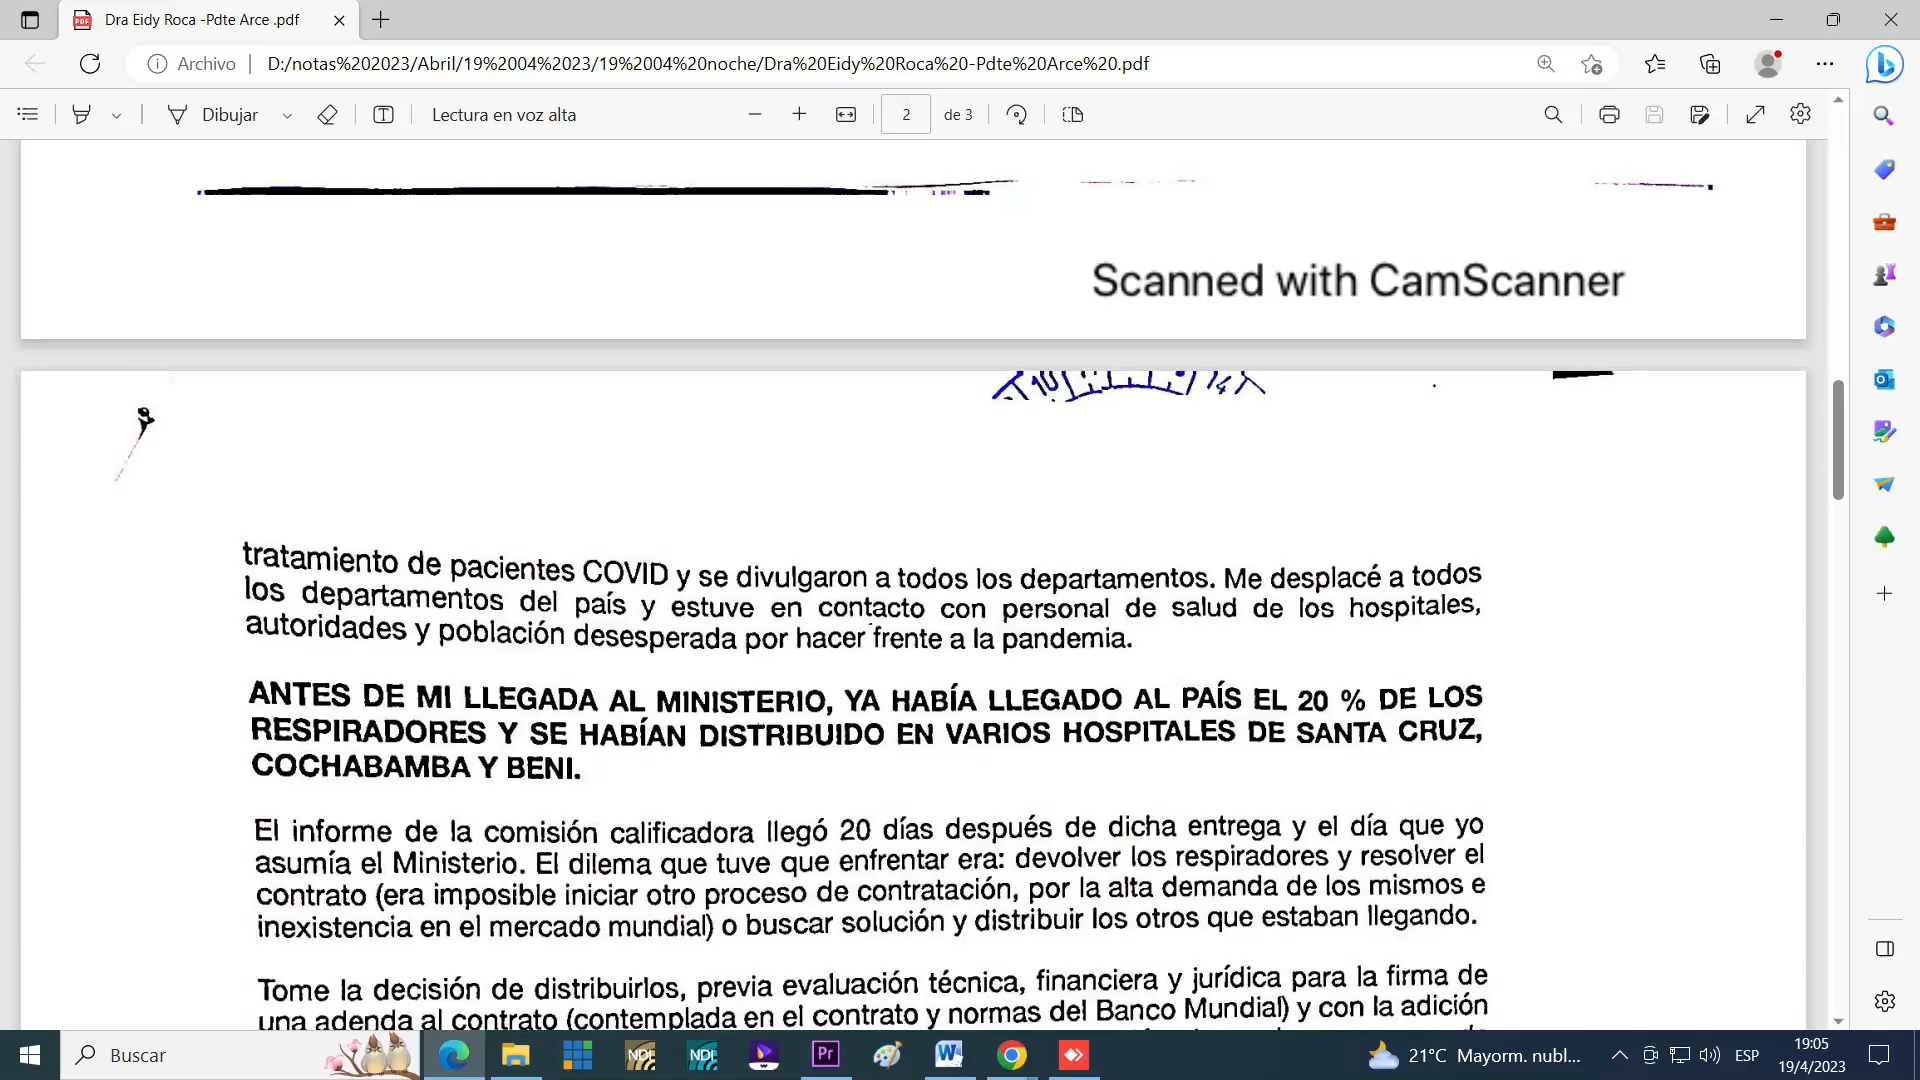 Dra Eidy Roca -Pdte Arce .pdf
Archivo D:/notas%202023/Abril/19%2004%2023/19%2004%20noche/Dra%20Eidy%20Roca%20-Pdte%20Arce%20.pdf
Dibujar Lectura en voz alta 2 de 3
Scanned with CamScanner
tratamiento de pacientes COVID y se divulgaron a todos los departamentos. Me desplacé a todos
los departamentos del país y estuve en contacto con personal de salud de los hospitales,
autoridades y población desesperada por hacer frente a la pandemia.
ANTES DE MI LLEGADA AL MINISTERIO, YA HABÍA LLEGADO AL PAÍS EL 20 % DE LOS
RESPIRADORES Y SE HABÍAN DISTRIBUIDO EN VARIOS HOSPITALES DE SANTA CRUZ,
COCHABAMBA Y BENI.
El informe de la comisión calificadora llegó 20 días después de dicha entrega y el día que yo
asumía el Ministerio. El dilema que tuve que enfrentar era: devolver los respiradores y resolver el
contrato (era imposible iniciar otro proceso de contratación, por la alta demanda de los mismos e
inexistencia en el mercado mundial) o buscar solución y distribuir los otros que estaban llegando.
Tome la decisión de distribuirlos, previa evaluación técnica, financiera y jurídica para la firma de
una adenda al contrato (contemplada en el contrato y normas del Banco Mundial) y con la adición
Buscar NDI NDI Pr 21°C Mayorm. nubl... ESP 19:05
19/4/2023